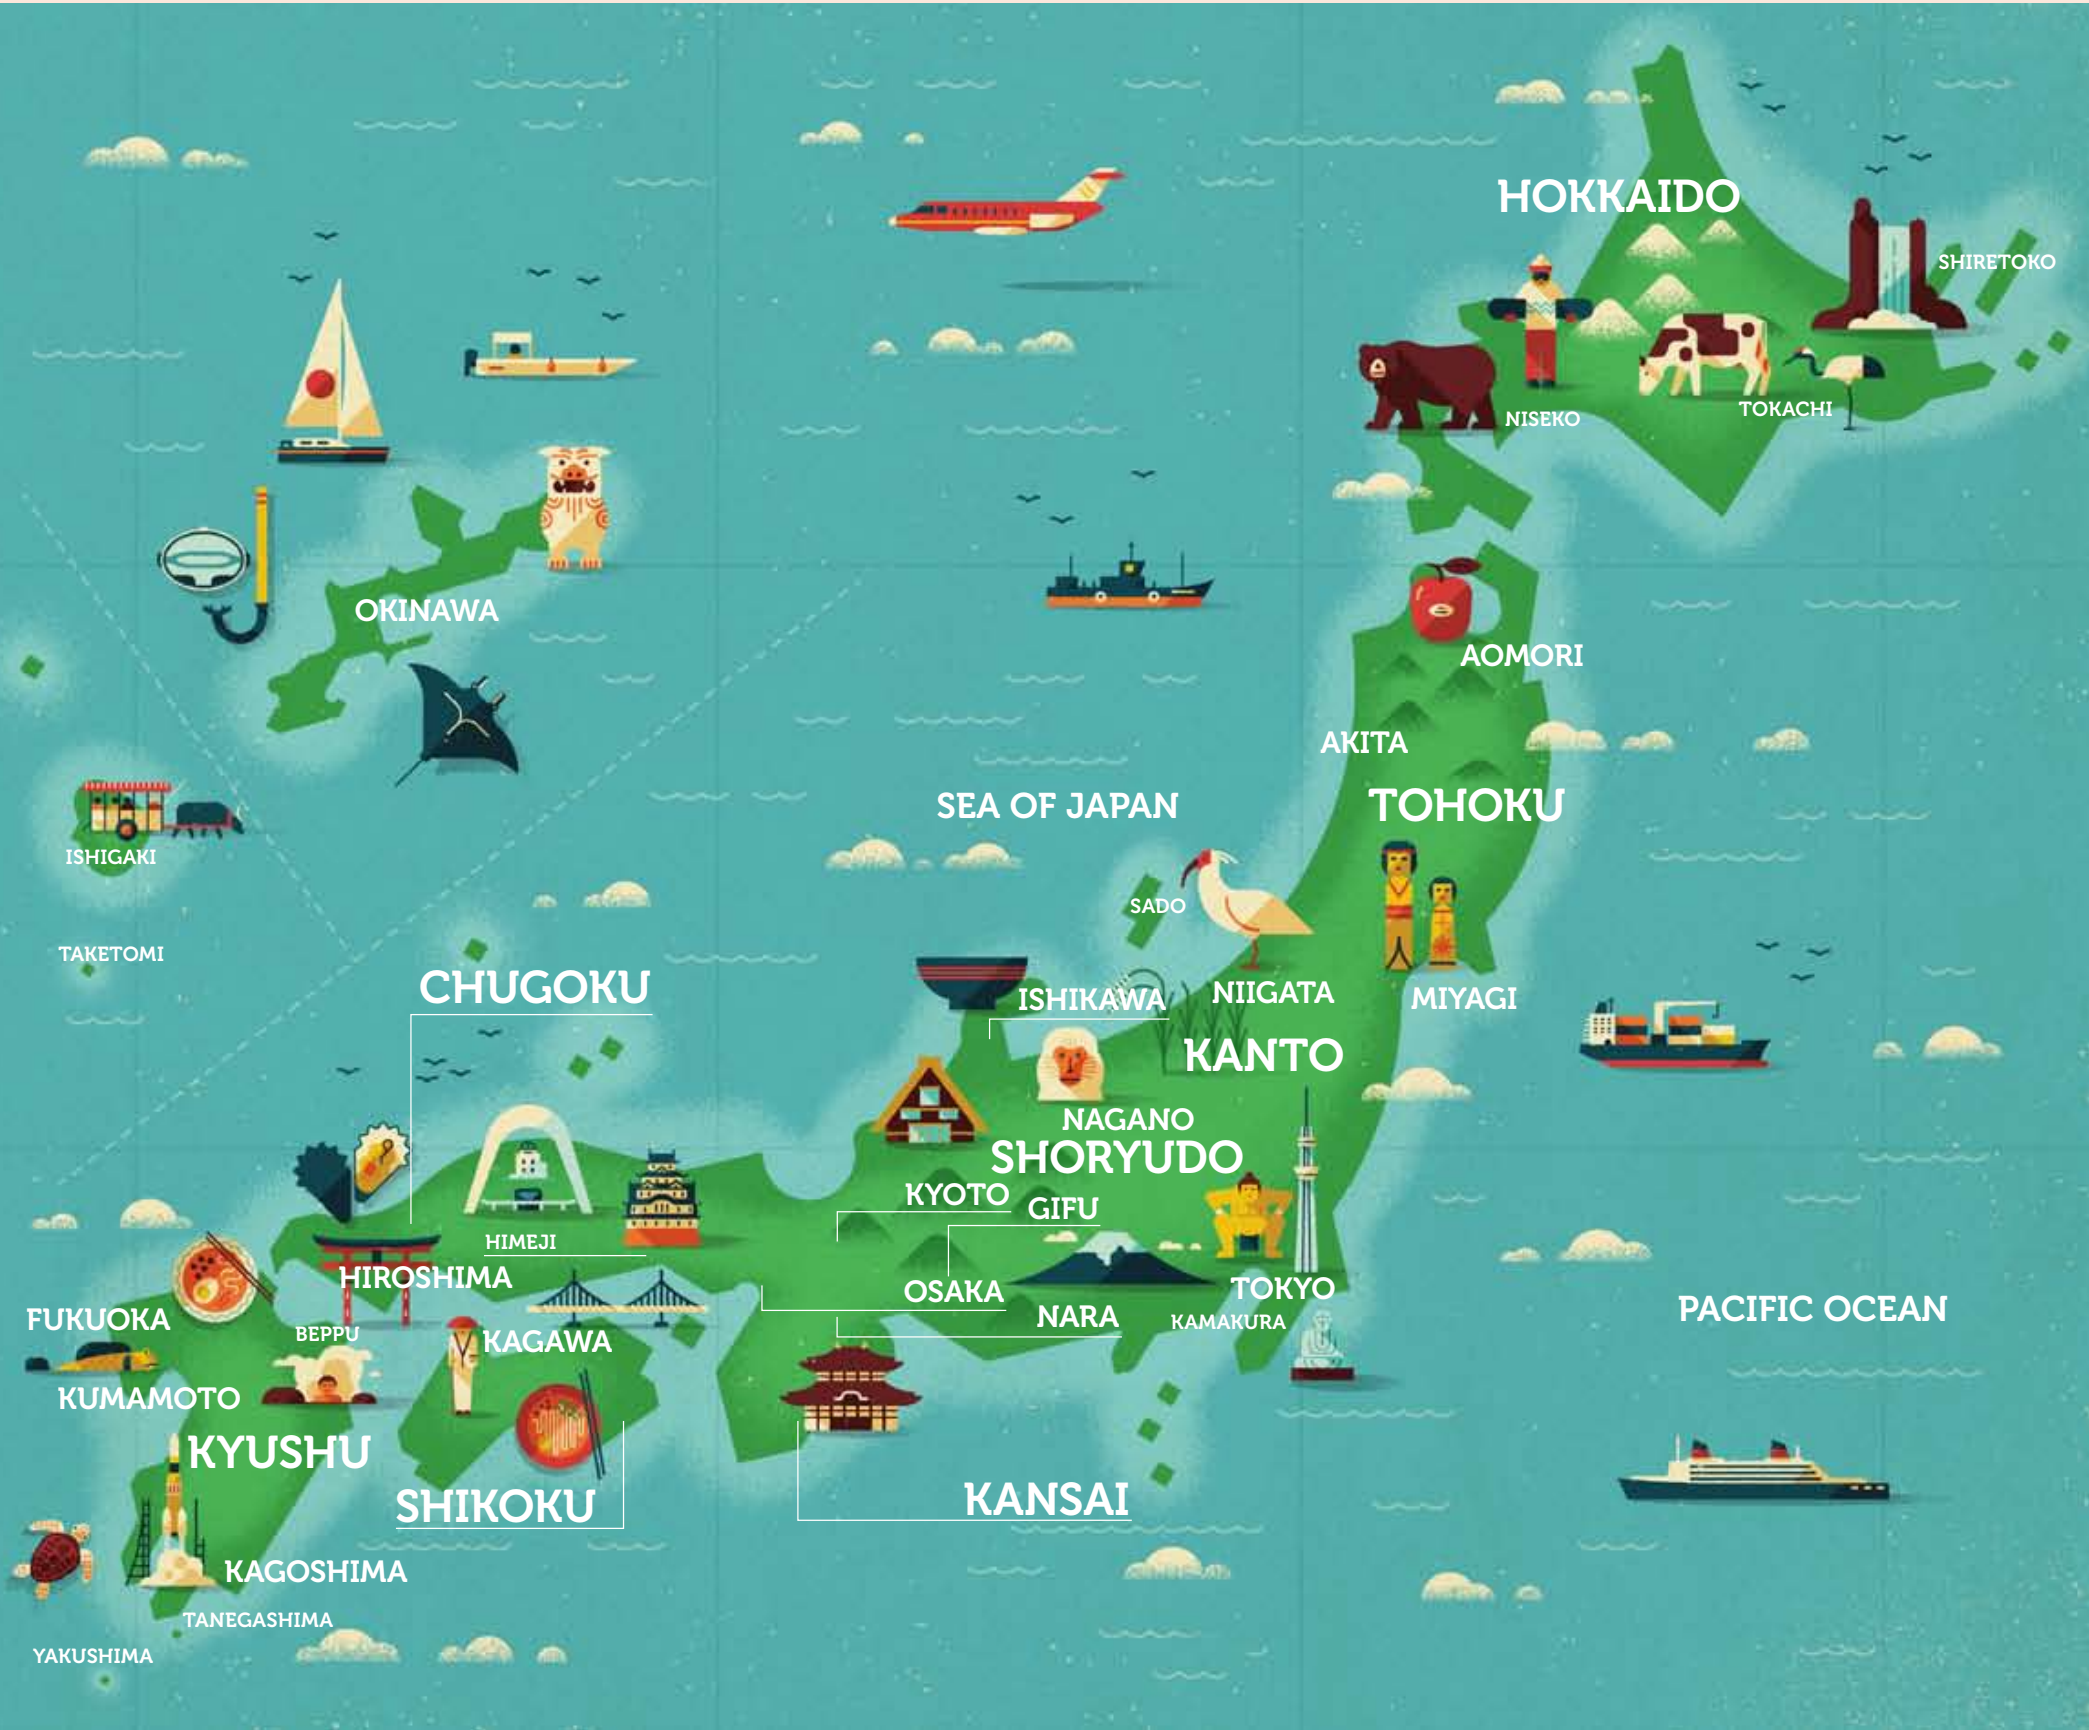 HOKKAIDO
SHIRETOKO
NISEKO
TOKACHI
OKINAWA
AOMORI
AKITA
SEA OF JAPAN
TOHOKU
ISHIGAKI
SADO
TAKETOMI
CHUGOKU
ISHIKAWA
NIIGATA
MIYAGI
KANTO
NAGANO
SHORYUDO
KYOTO
GIFU
HIMEJI
HIROSHIMA
OSAKA
TOKYO
PACIFIC OCEAN
FUKUOKA
BEPPU
KAGAWA
NARA
KAMAKURA
KUMAMOTO
KYUSHU
SHIKOKU
KANSAI
KAGOSHIMA
TANEGASHIMA
YAKUSHIMA